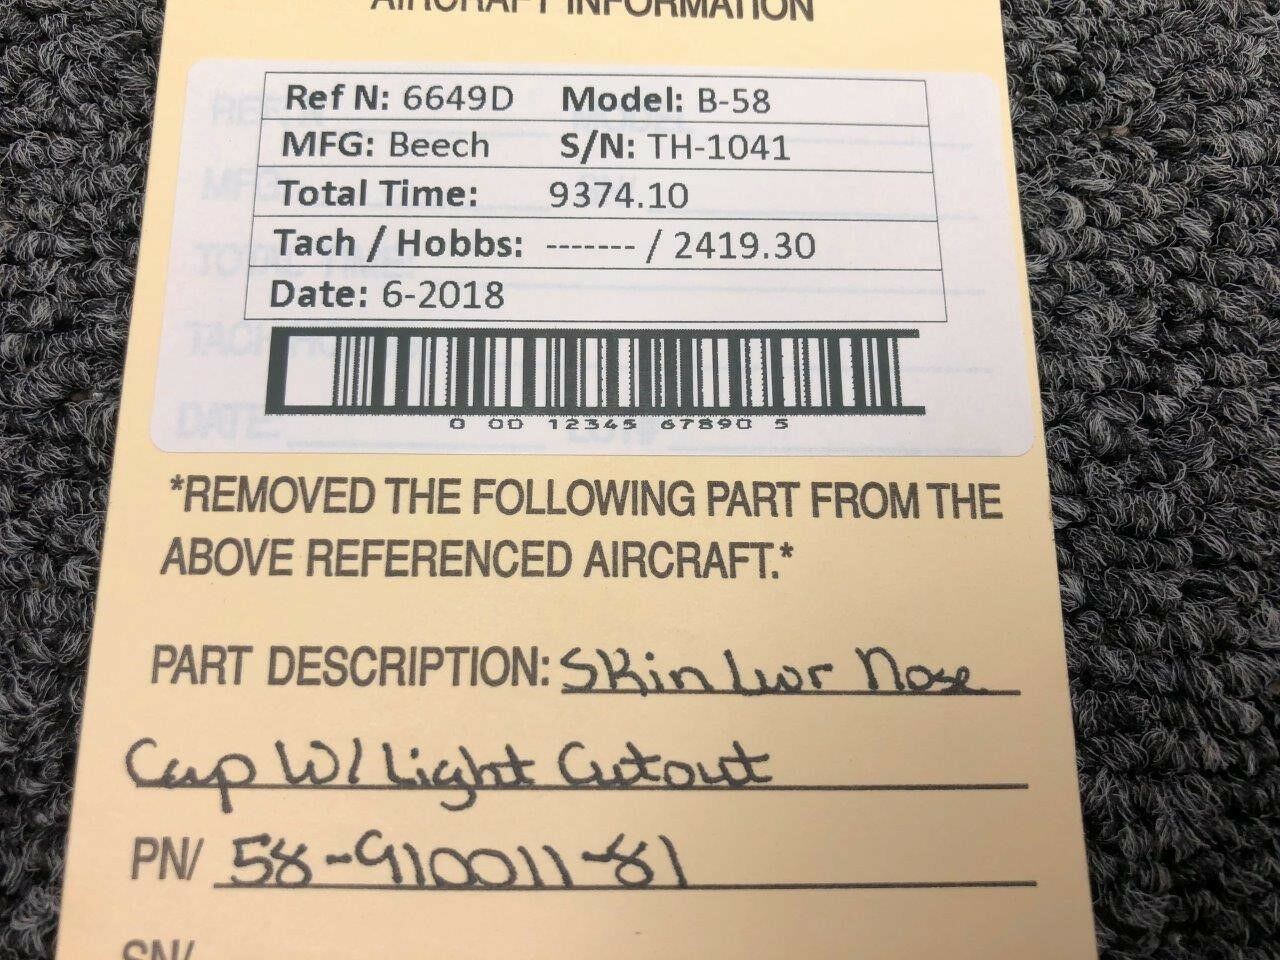 AIRCRAFT INFORMATION
Ref N: 6649D Model: B-58
MFG: Beech S/N: TH-1041
Total Time: 9374.10
Tach / Hobbs: ------- / 2419.30
Date: 6-2018
0 00 12345 67890 5
*REMOVED THE FOLLOWING PART FROM THE
ABOVE REFERENCED AIRCRAFT.*
PART DESCRIPTION: Skin Lwr Nose
Cap W/ Light Cutout
PN/ 58-910011-81
SN/